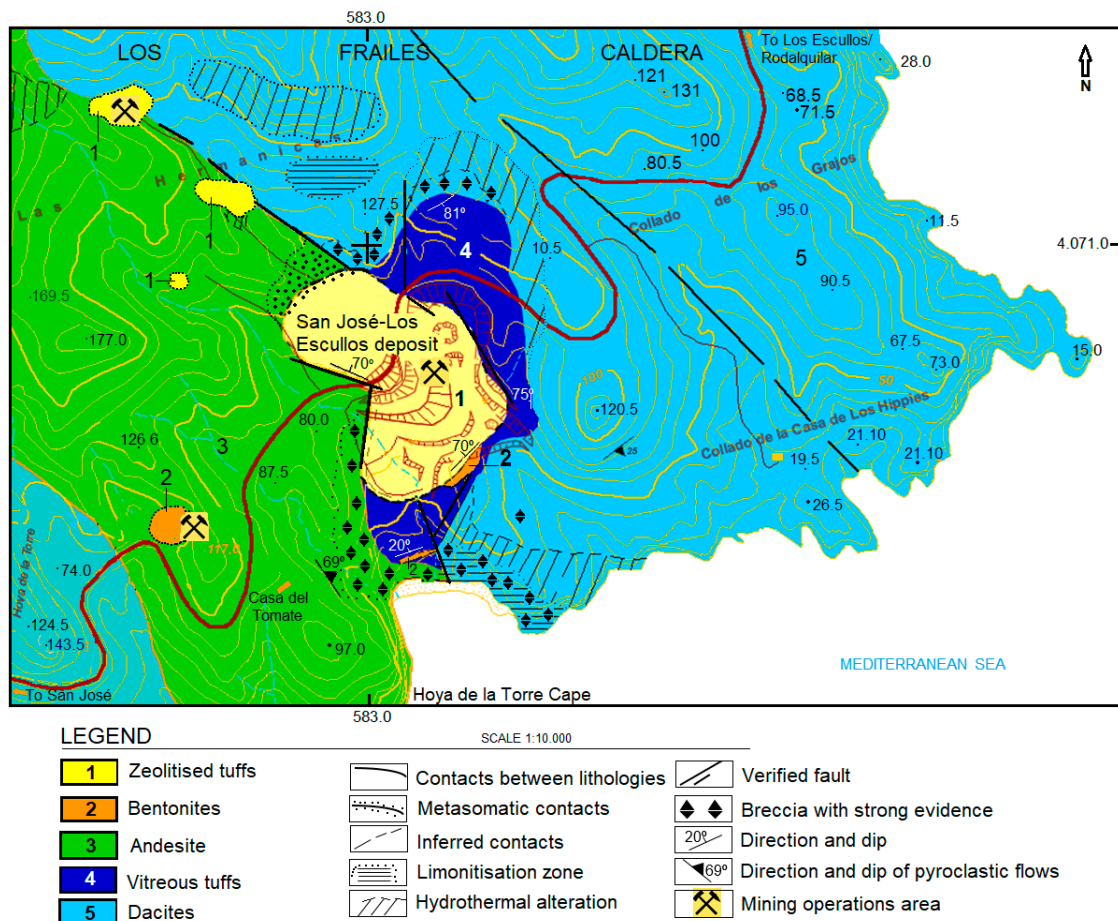 583.0
LOS FRAILES CALDERA
To Los Escullos/
Rodalquilar
28.0
N
121
131
68.5
71.5
1
Las Hermanicas
100
80.5
Collado de los Grajos
127.5
81º
95.0
11.5
1
4
10.5
4.071.0
5
1
90.5
169.5
San José-Los
Escullos deposit
177.0
67.5
70º
73.0
15.0
100
50
1
75º
80.0
120.5
126.6
3
70º
2
25
Collado de la Casa de Los Hippies
21.10
87.5
19.5
21.10
2
26.5
117.0
20º
2
69º
Hoya de la Torre
74.0
Casa del
Tomate
124.5
143.5
97.0
MEDITERRANEAN SEA
To San José
Hoya de la Torre Cape
583.0
LEGEND
SCALE 1:10.000
1 Zeolitised tuffs
2 Bentonites
3 Andesite
4 Vitreous tuffs
5 Dacites
Contacts between lithologies
Metasomatic contacts
Inferred contacts
Limonitisation zone
Hydrothermal alteration
Verified fault
Breccia with strong evidence
20º Direction and dip
69º Direction and dip of pyroclastic flows
Mining operations area